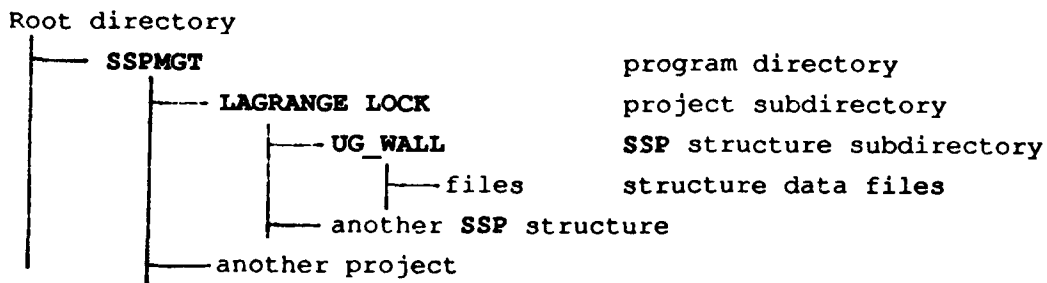 Root directory
SSPMGT program directory
LAGRANGE LOCK project subdirectory
UG_WALL SSP structure subdirectory
files structure data files
another SSP structure
another project